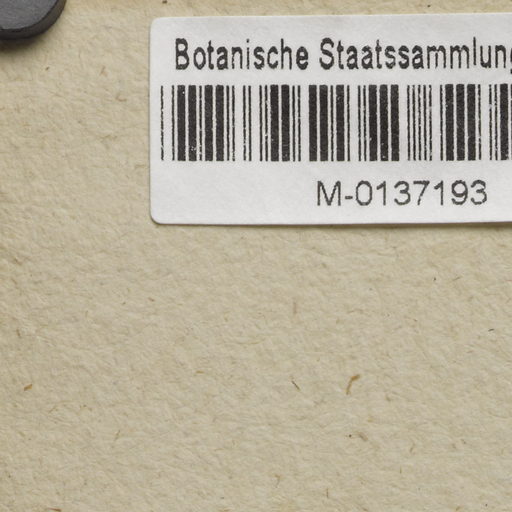 Botanische Staatssammlung
M-0137193